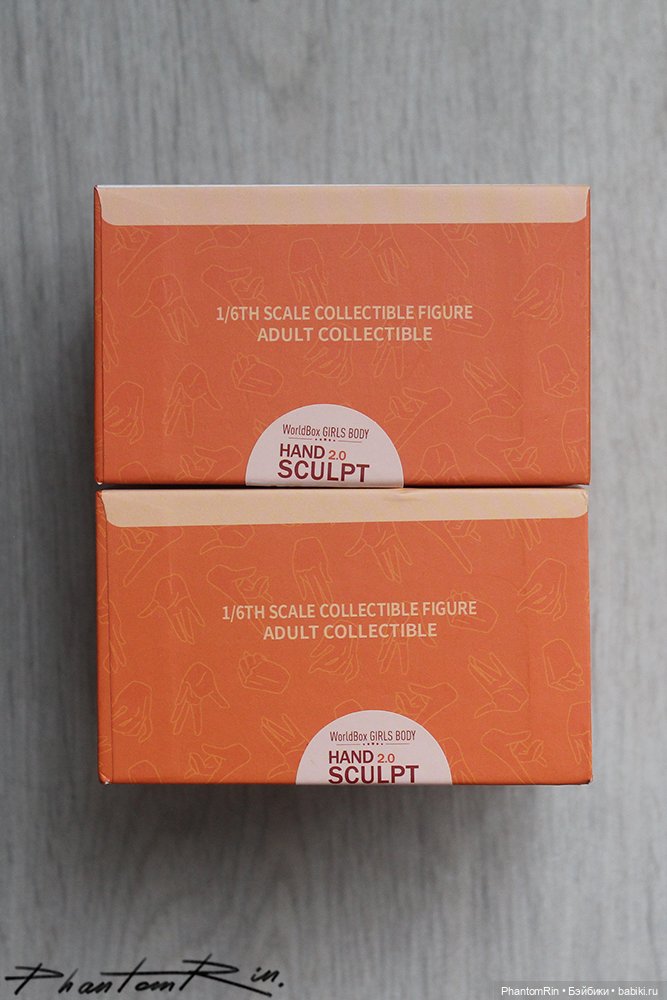 1/6TH SCALE COLLECTIBLE FIGURE
ADULT COLLECTIBLE
WorldBox GIRLS BODY
HAND 2.0
SCULPT
1/6TH SCALE COLLECTIBLE FIGURE
ADULT COLLECTIBLE
WorldBox GIRLS BODY
HAND 2.0
SCULPT
PhantomRin.
PhantomRin • Бэйбики • babiki.ru